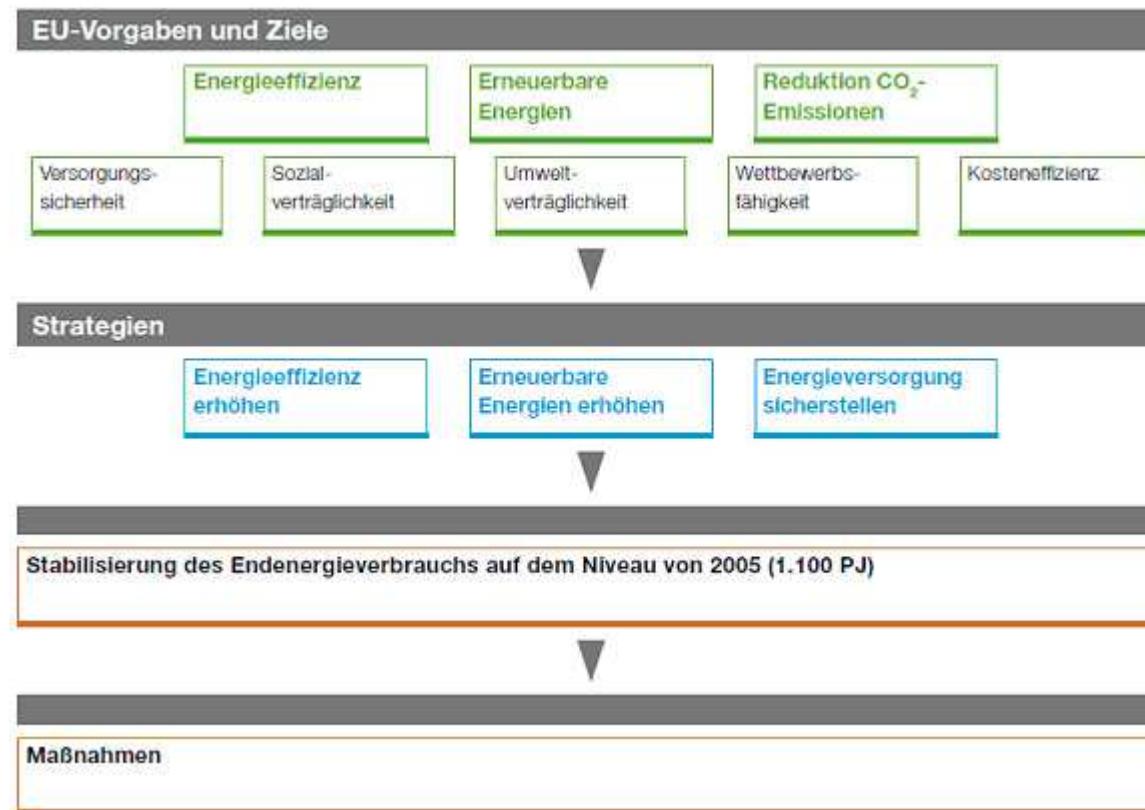 EU-Vorgaben und Ziele
Energieeffizienz
Erneuerbare
Energien
Reduktion CO₂-
Emissionen
Versorgungs-
sicherheit
Sozial-
verträglichkeit
Umwelt-
verträglichkeit
Wettbewerbs-
fähigkeit
Kosteneffizienz
Strategien
Energieeffizienz
erhöhen
Erneuerbare
Energien erhöhen
Energieversorgung
sicherstellen
Stabilisierung des Endenergieverbrauchs auf dem Niveau von 2005 (1.100 PJ)
Maßnahmen